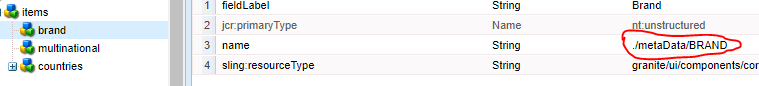 items
brand
multinational
countries
1 fieldLabel String Brand
2 jcr:primaryType Name nt:unstructured
3 name String ./metaData/BRAND
4 sling:resourceType String granite/ui/components/cor